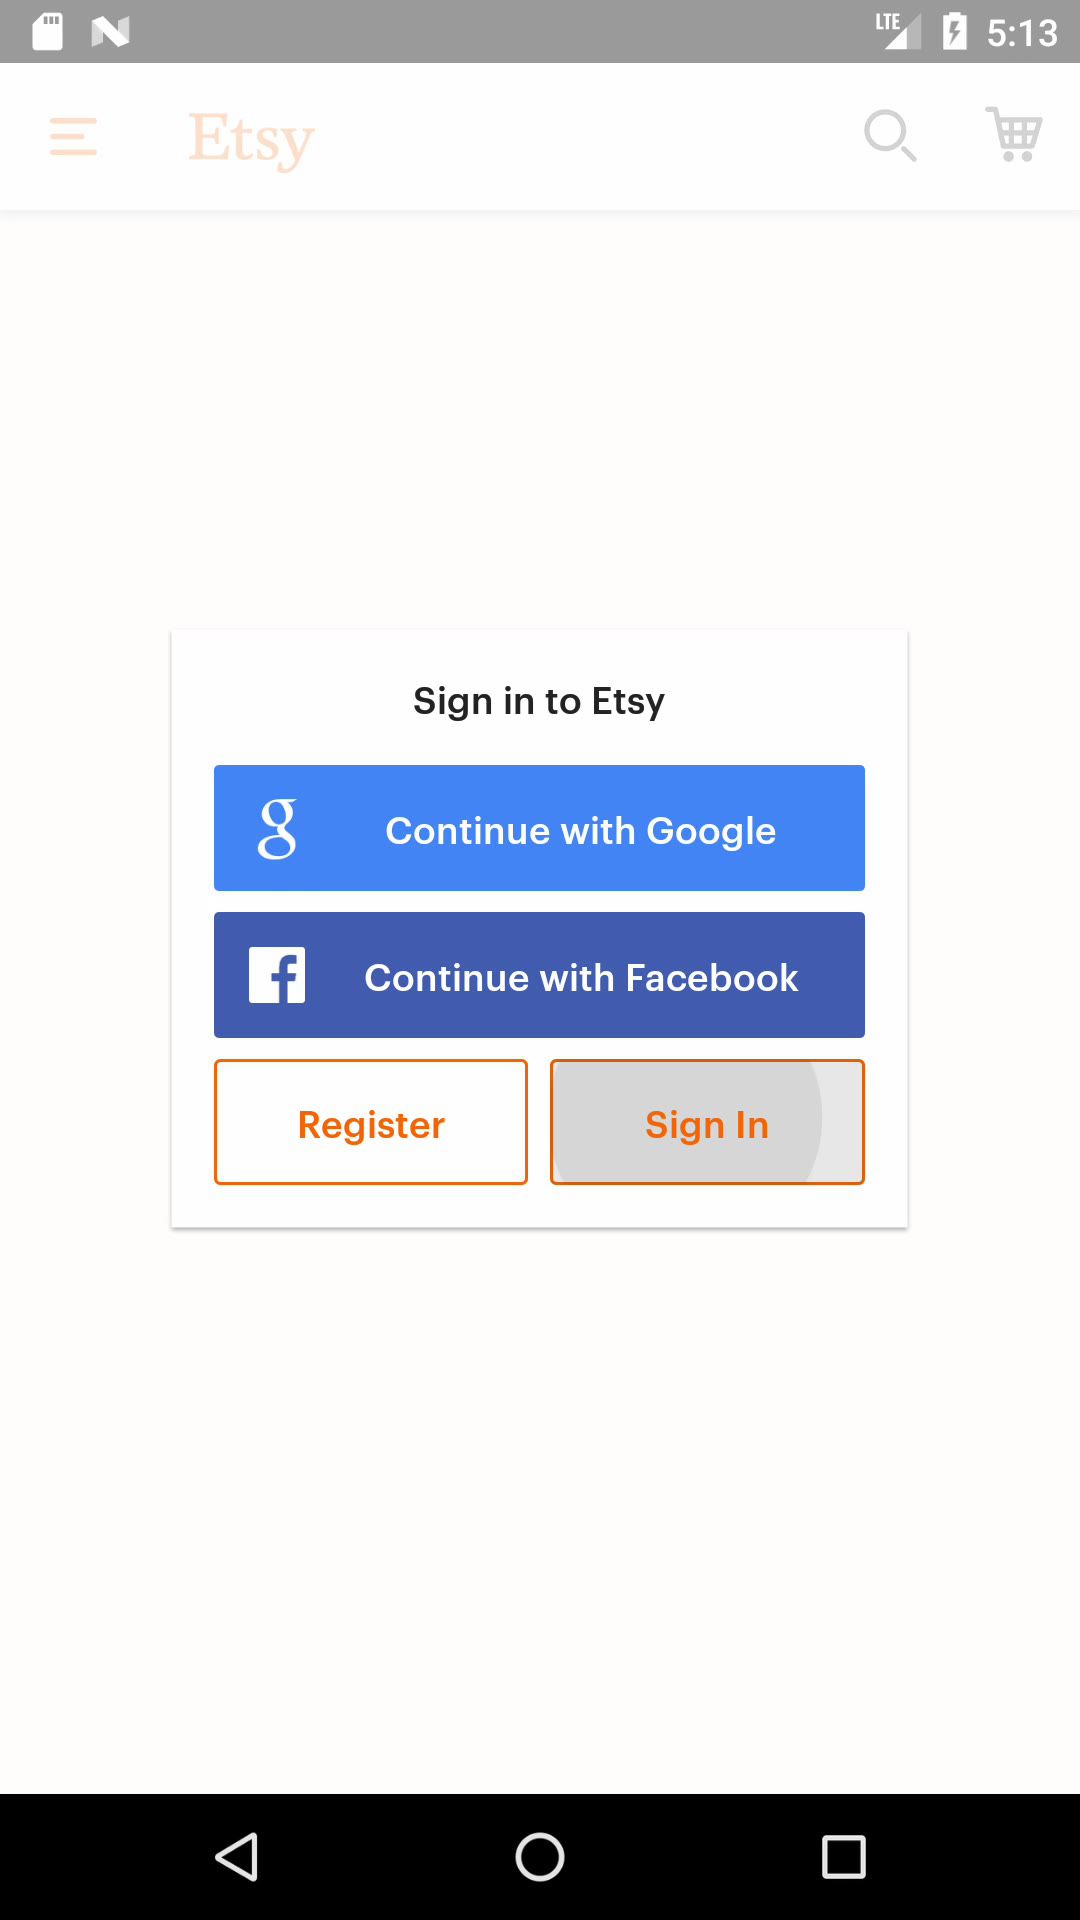 LTE 5:13
Etsy
Sign in to Etsy
g Continue with Google
f Continue with Facebook
Register Sign In